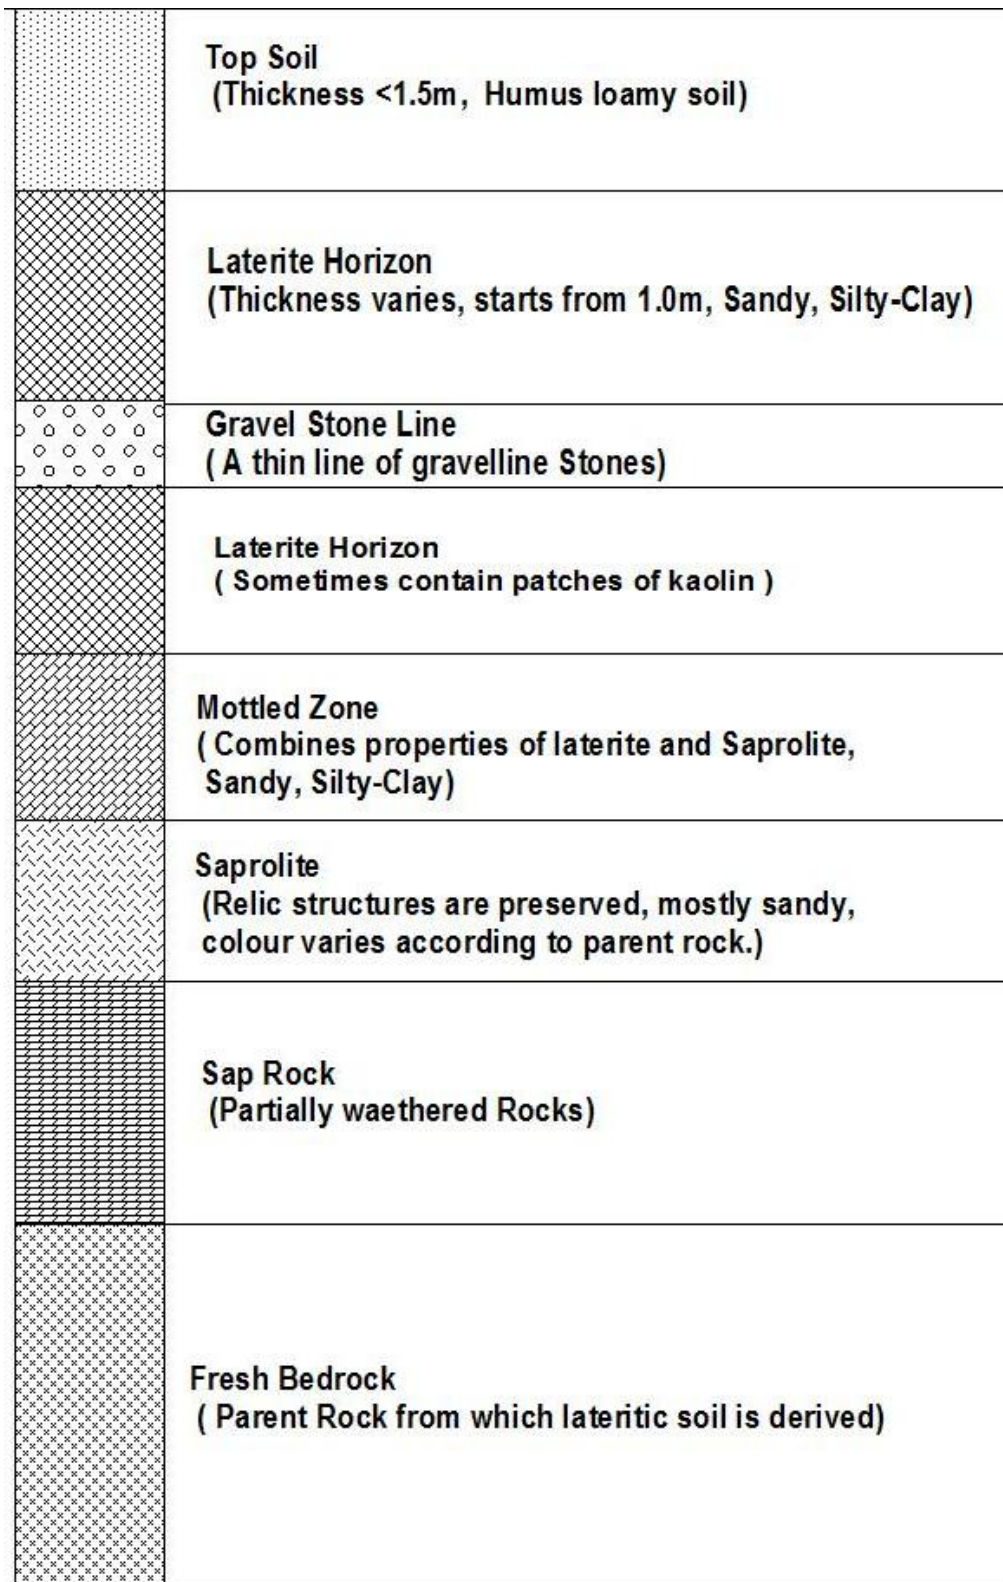 Top Soil
(Thickness <1.5m, Humus loamy soil)
Laterite Horizon
(Thickness varies, starts from 1.0m, Sandy, Silty-Clay)
Gravel Stone Line
( A thin line of gravelline Stones)
Laterite Horizon
( Sometimes contain patches of kaolin )
Mottled Zone
( Combines properties of laterite and Saprolite,
Sandy, Silty-Clay)
Saprolite
(Relic structures are preserved, mostly sandy,
colour varies according to parent rock.)
Sap Rock
(Partially waethered Rocks)
Fresh Bedrock
( Parent Rock from which lateritic soil is derived)